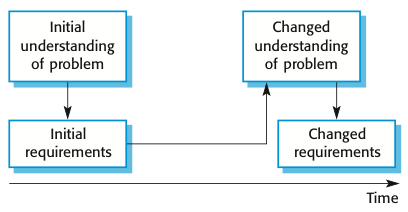 Initial
understanding
of problem
Changed
understanding
of problem
Initial
requirements
Changed
requirements
Time